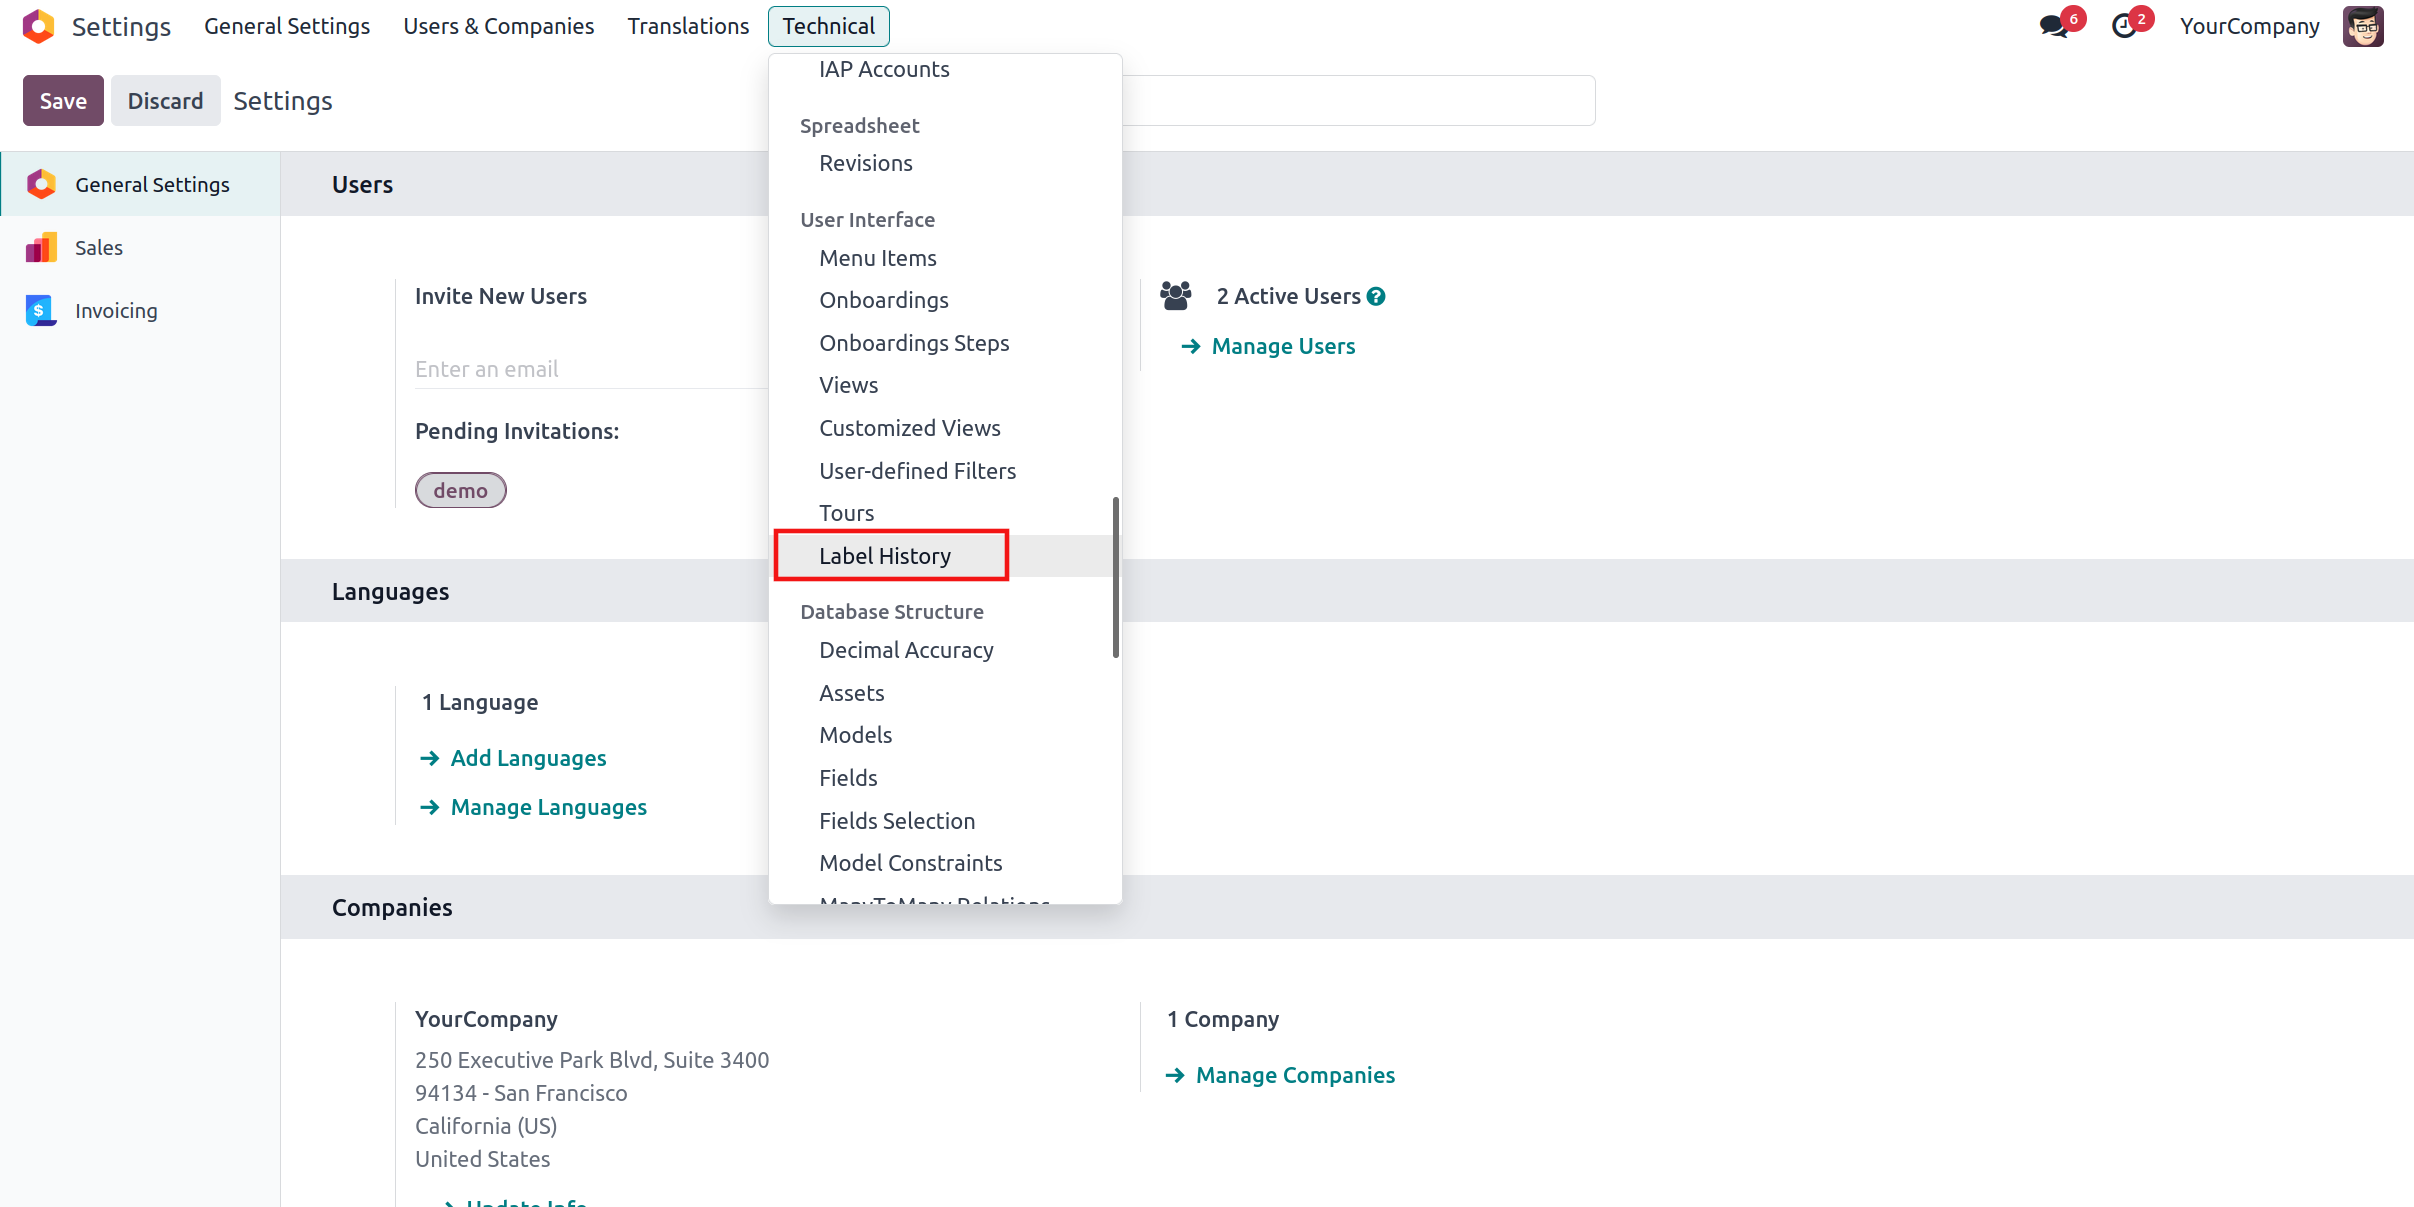 Settings General Settings Users & Companies Translations Technical 6 2 YourCompany
Save Discard Settings
General Settings
Sales
Invoicing
IAP Accounts
Spreadsheet
Revisions
User Interface
Menu Items
Onboardings
Onboardings Steps
Views
Customized Views
User-defined Filters
Tours
Label History
Database Structure
Decimal Accuracy
Assets
Models
Fields
Fields Selection
Model Constraints
ManyToMany Relations
Users
Invite New Users
Enter an email
Pending Invitations:
demo
2 Active Users ?
→ Manage Users
Languages
1 Language
→ Add Languages
→ Manage Languages
Companies
YourCompany
250 Executive Park Blvd, Suite 3400
94134 - San Francisco
California (US)
United States
Update Info
1 Company
→ Manage Companies